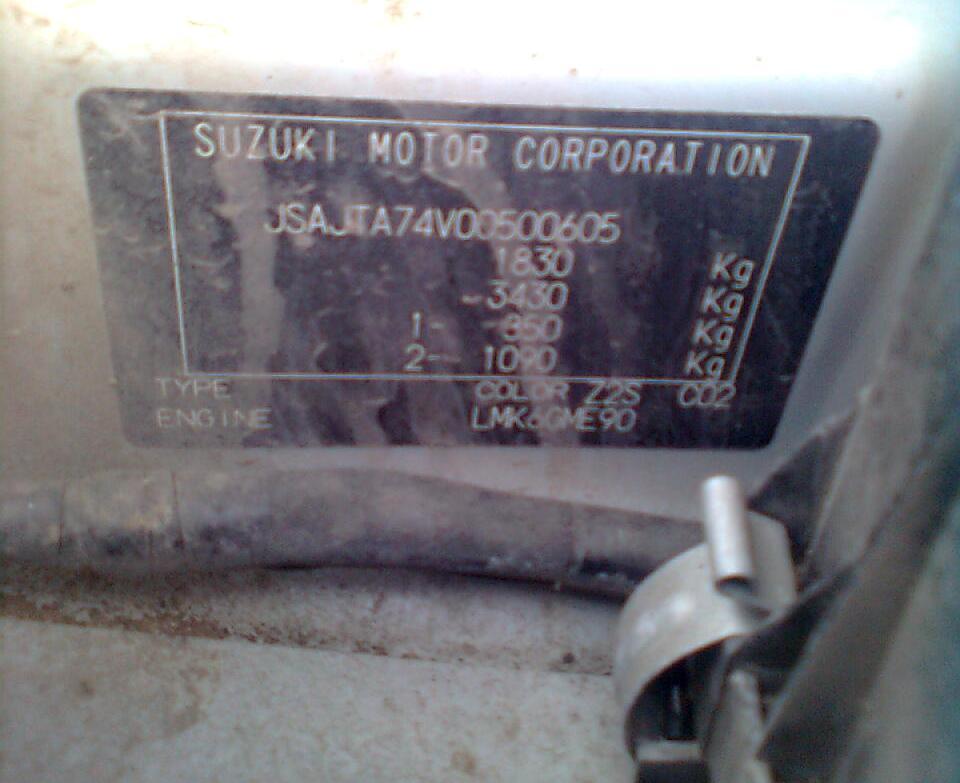 SUZUKI MOTOR CORPORATION
JSAJTA74V00500605
1830 Kg
3430 Kg
1- 850 Kg
2- 1090 Kg
TYPE COLOR Z2S C02
ENGINE